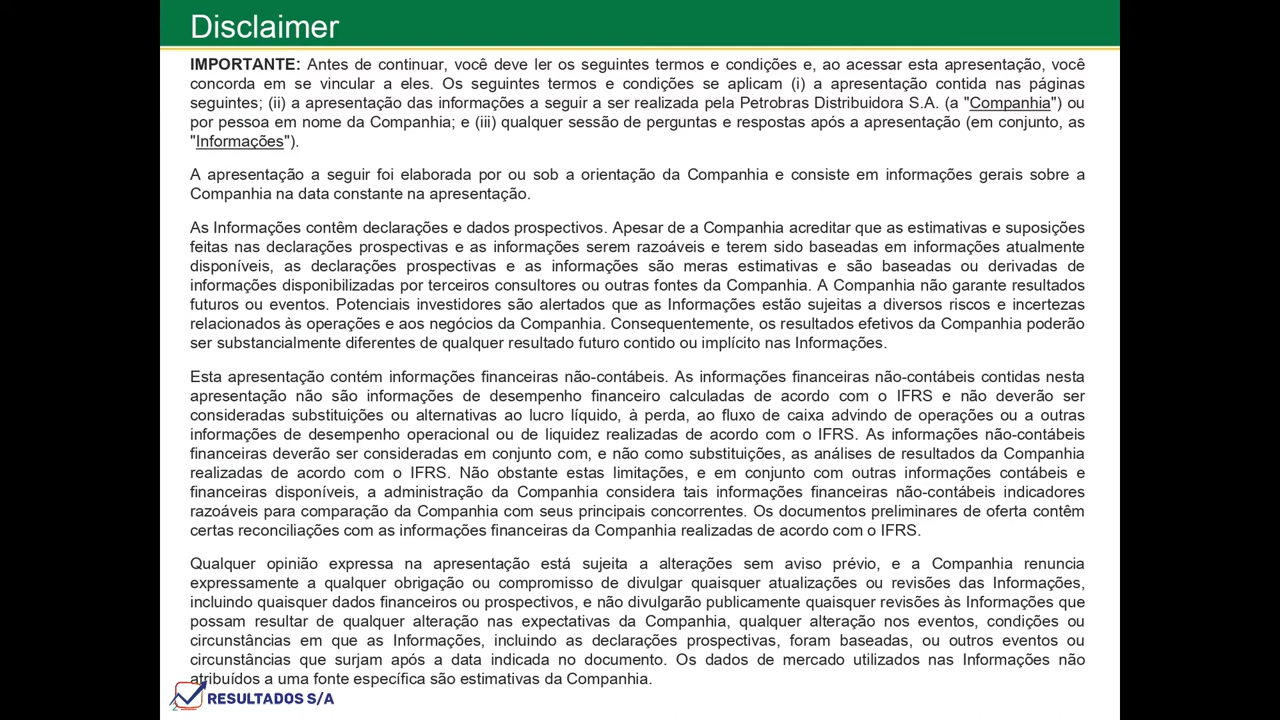 Disclaimer
IMPORTANTE: Antes de continuar, você deve ler os seguintes termos e condições e, ao acessar esta apresentação, você
concorda em se vincular a eles. Os seguintes termos e condições se aplicam (i) a apresentação contida nas páginas
seguintes; (ii) a apresentação das informações a seguir a ser realizada pela Petrobras Distribuidora S.A. (a "Companhia") ou
por pessoa em nome da Companhia; e (iii) qualquer sessão de perguntas e respostas após a apresentação (em conjunto, as
"Informações").
A apresentação a seguir foi elaborada por ou sob a orientação da Companhia e consiste em informações gerais sobre a
Companhia na data constante na apresentação.
As Informações contêm declarações e dados prospectivos. Apesar de a Companhia acreditar que as estimativas e suposições
feitas nas declarações prospectivas e as informações serem razoáveis e terem sido baseadas em informações atualmente
disponíveis, as declarações prospectivas e as informações são meras estimativas e são baseadas ou derivadas de
informações disponibilizadas por terceiros consultores ou outras fontes da Companhia. A Companhia não garante resultados
futuros ou eventos. Potenciais investidores são alertados que as Informações estão sujeitas a diversos riscos e incertezas
relacionados às operações e aos negócios da Companhia. Consequentemente, os resultados efetivos da Companhia poderão
ser substancialmente diferentes de qualquer resultado futuro contido ou implícito nas Informações.
Esta apresentação contém informações financeiras não-contábeis. As informações financeiras não-contábeis contidas nesta
apresentação não são informações de desempenho financeiro calculadas de acordo com o IFRS e não deverão ser
consideradas substituições ou alternativas ao lucro líquido, à perda, ao fluxo de caixa advindo de operações ou a outras
informações de desempenho operacional ou de liquidez realizadas de acordo com o IFRS. As informações não-contábeis
financeiras deverão ser consideradas em conjunto com, e não como substituições, as análises de resultados da Companhia
realizadas de acordo com o IFRS. Não obstante estas limitações, e em conjunto com outras informações contábeis e
financeiras disponíveis, a administração da Companhia considera tais informações financeiras não-contábeis indicadores
razoáveis para comparação da Companhia com seus principais concorrentes. Os documentos preliminares de oferta contêm
certas reconciliações com as informações financeiras da Companhia realizadas de acordo com o IFRS.
Qualquer opinião expressa na apresentação está sujeita a alterações sem aviso prévio, e a Companhia renuncia
expressamente a qualquer obrigação ou compromisso de divulgar quaisquer atualizações ou revisões das Informações,
incluindo quaisquer dados financeiros ou prospectivos, e não divulgarão publicamente quaisquer revisões às Informações que
possam resultar de qualquer alteração nas expectativas da Companhia, qualquer alteração nos eventos, condições ou
circunstâncias em que as Informações, incluindo as declarações prospectivas, foram baseadas, ou outros eventos ou
circunstâncias que surjam após a data indicada no documento. Os dados de mercado utilizados nas Informações não
atribuídos a uma fonte específica são estimativas da Companhia.
RESULTADOS S/A